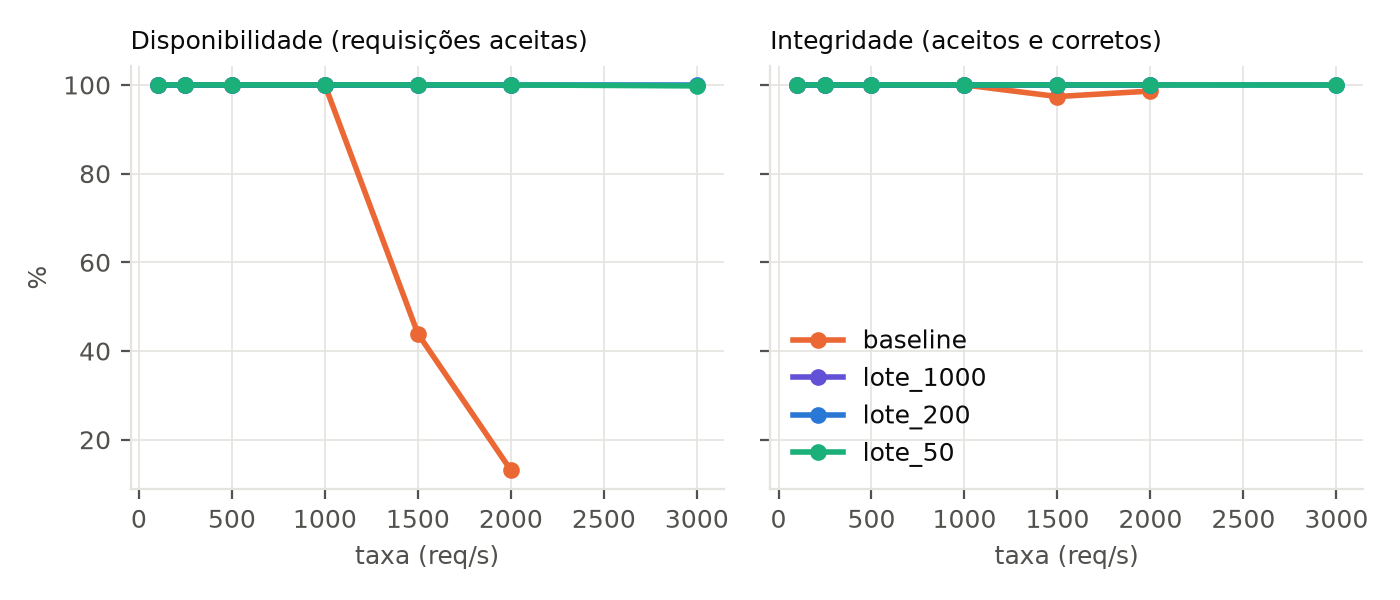 Disponibilidade (requisições aceitas)
100
80
60
40
20
%
0 500 1000 1500 2000 2500 3000
taxa (req/s)
Integridade (aceitos e corretos)
baseline
lote_1000
lote_200
lote_50
0 500 1000 1500 2000 2500 3000
taxa (req/s)